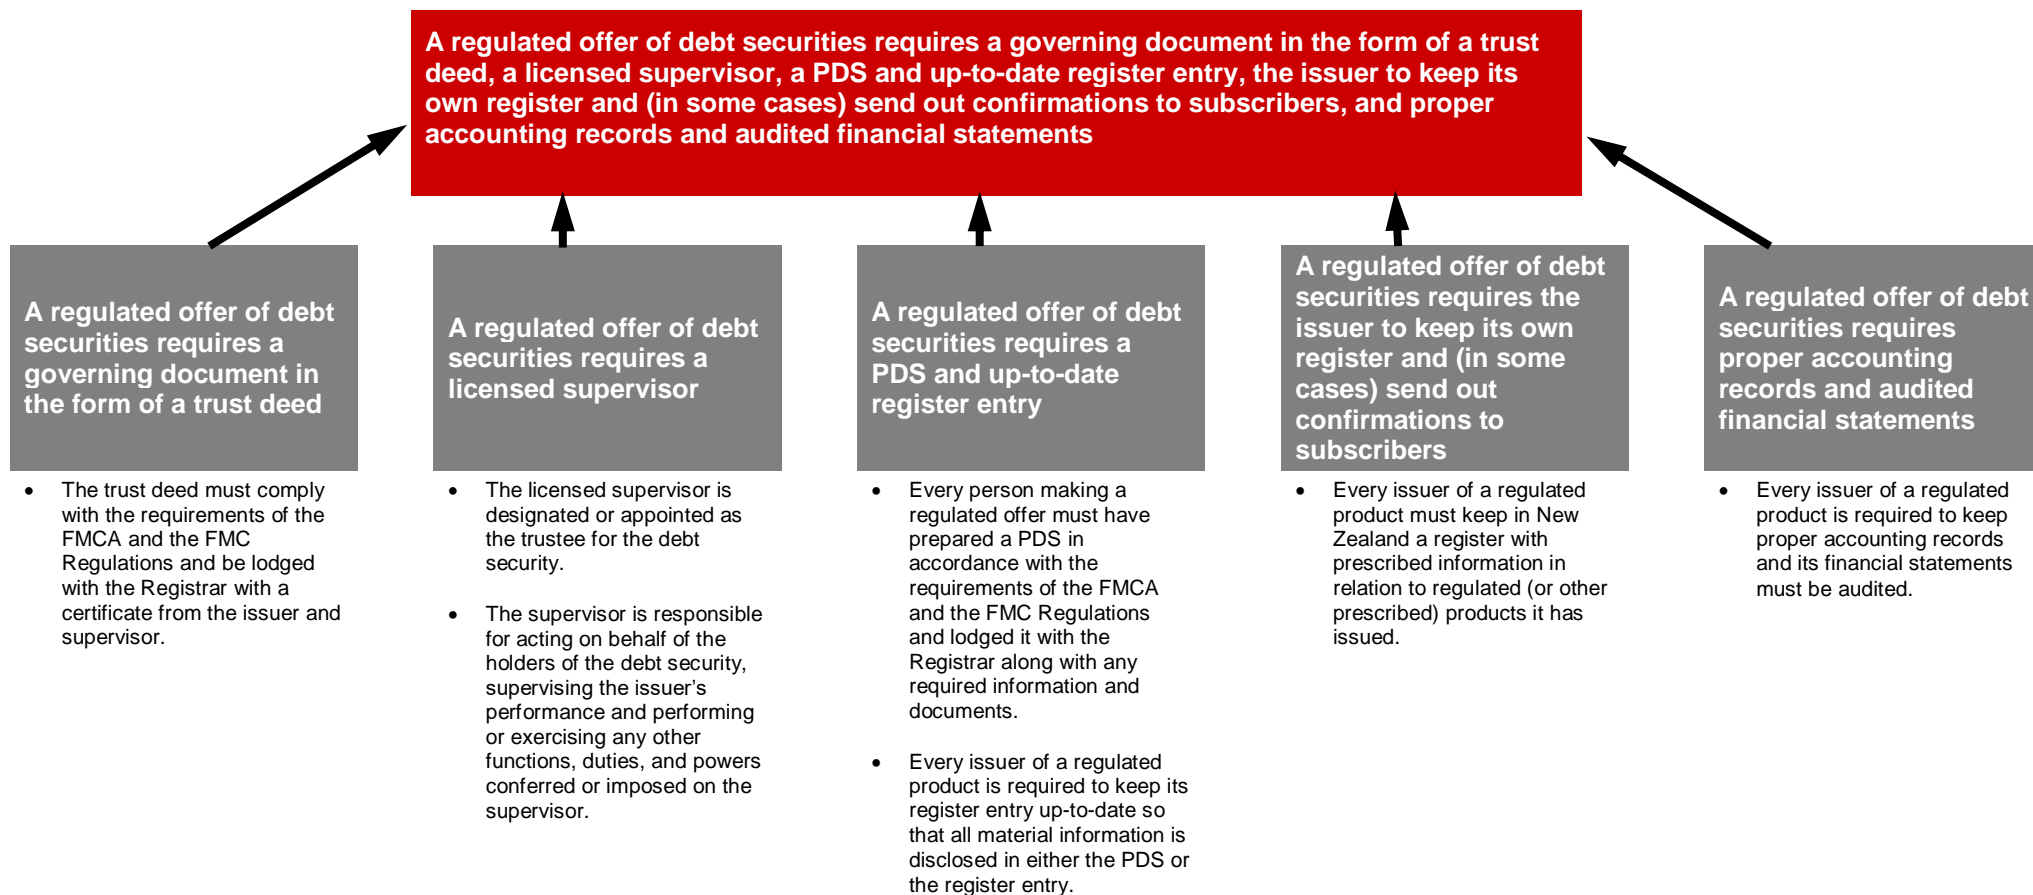 A regulated offer of debt securities requires a governing document in the form of a trust
deed, a licensed supervisor, a PDS and up-to-date register entry, the issuer to keep its
own register and (in some cases) send out confirmations to subscribers, and proper
accounting records and audited financial statements
A regulated offer of debt
securities requires a
governing document in
the form of a trust deed
• The trust deed must comply
with the requirements of the
FMCA and the FMC
Regulations and be lodged
with the Registrar with a
certificate from the issuer and
supervisor.
A regulated offer of debt
securities requires a
licensed supervisor
• The licensed supervisor is
designated or appointed as
the trustee for the debt
security.
• The supervisor is responsible
for acting on behalf of the
holders of the debt security,
supervising the issuer’s
performance and performing
or exercising any other
functions, duties, and powers
conferred or imposed on the
supervisor.
A regulated offer of debt
securities requires a
PDS and up-to-date
register entry
• Every person making a
regulated offer must have
prepared a PDS in
accordance with the
requirements of the FMCA
and the FMC Regulations
and lodged it with the
Registrar along with any
required information and
documents.
• Every issuer of a regulated
product is required to keep its
register entry up-to-date so
that all material information is
disclosed in either the PDS or
the register entry.
A regulated offer of debt
securities requires the
issuer to keep its own
register and (in some
cases) send out
confirmations to
subscribers
• Every issuer of a regulated
product must keep in New
Zealand a register with
prescribed information in
relation to regulated (or other
prescribed) products it has
issued.
A regulated offer of debt
securities requires
proper accounting
records and audited
financial statements
• Every issuer of a regulated
product is required to keep
proper accounting records
and its financial statements
must be audited.